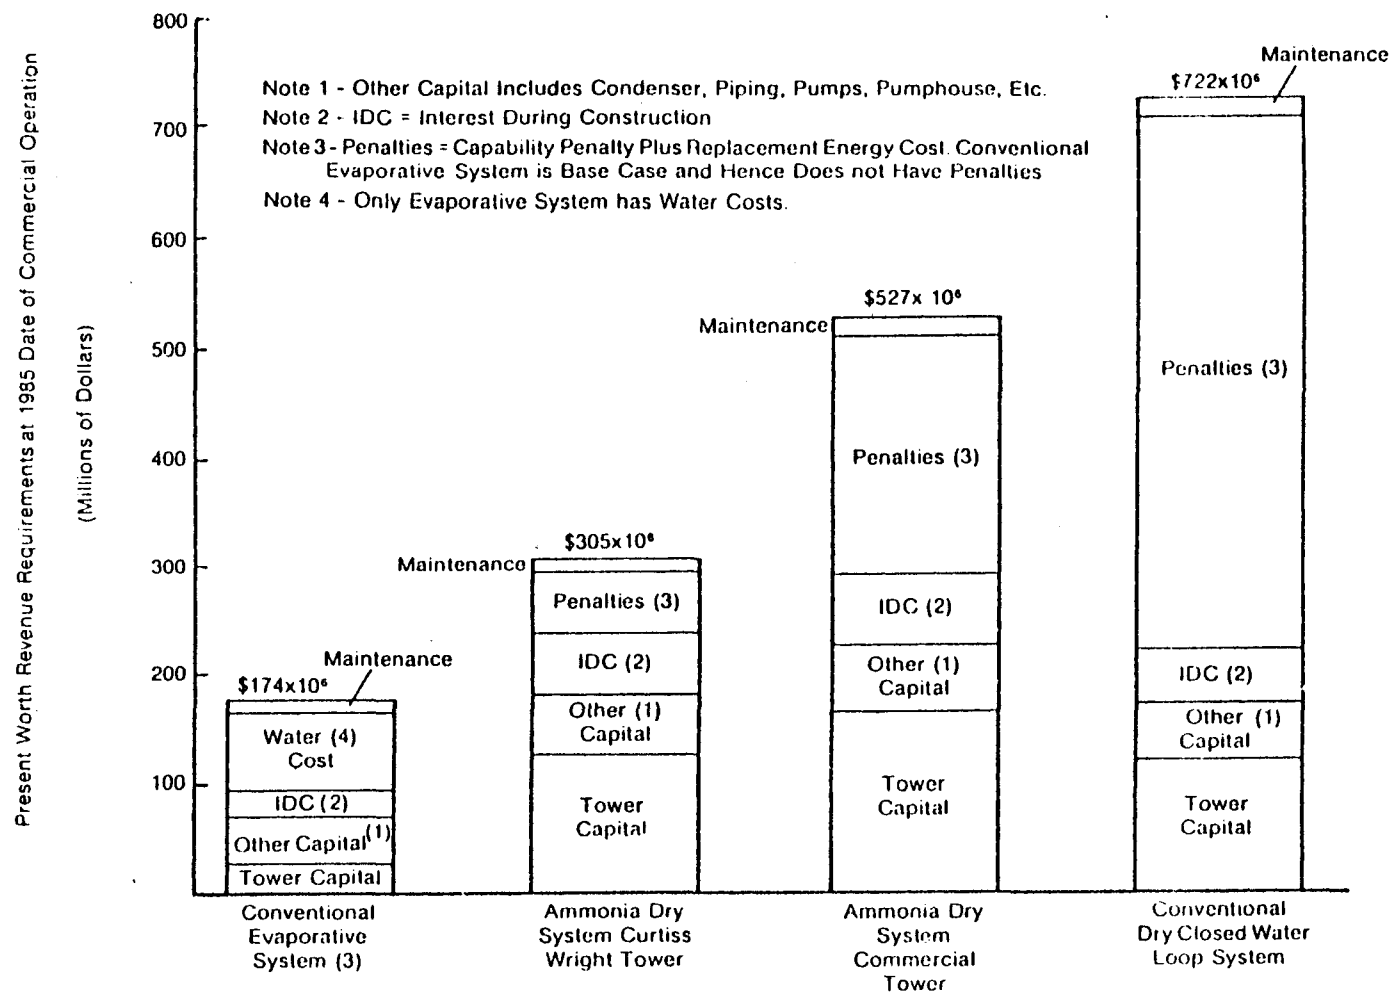 Present Worth Revenue Requirements at 1985 Date of Commercial Operation
(Millions of Dollars)
800
700
600
500
400
300
200
100
Note 1 - Other Capital Includes Condenser, Piping, Pumps, Pumphouse, Etc.
Note 2 - IDC = Interest During Construction
Note 3 - Penalties = Capability Penalty Plus Replacement Energy Cost. Conventional
Evaporative System is Base Case and Hence Does not Have Penalties
Note 4 - Only Evaporative System has Water Costs.
Maintenance
$174x10⁶
Water (4)
Cost
IDC (2)
Other Capital(1)
Tower Capital
Conventional
Evaporative
System (3)
$305x10⁶
Maintenance
Penalties (3)
IDC (2)
Other (1)
Capital
Tower
Capital
Ammonia Dry
System Curtiss
Wright Tower
$527x 10⁶
Maintenance
Penalties (3)
IDC (2)
Other (1)
Capital
Tower
Capital
Ammonia Dry
System
Commercial
Tower
Maintenance
$722x10⁶
Penalties (3)
IDC (2)
Other (1)
Capital
Tower
Capital
Conventional
Dry Closed Water
Loop System